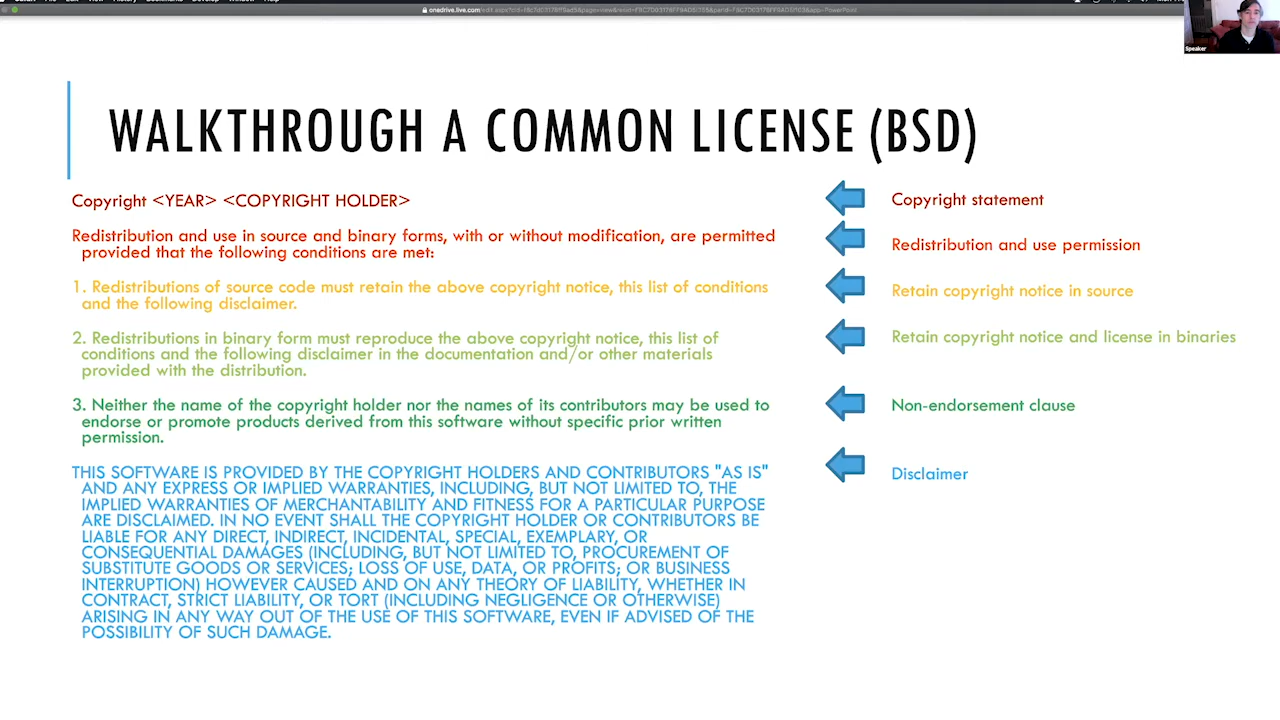 onedrive.live.com
Speaker
WALKTHROUGH A COMMON LICENSE (BSD)
Copyright <YEAR> <COPYRIGHT HOLDER>
Copyright statement
Redistribution and use in source and binary forms, with or without modification, are permitted
provided that the following conditions are met:
Redistribution and use permission
1. Redistributions of source code must retain the above copyright notice, this list of conditions
and the following disclaimer.
Retain copyright notice in source
2. Redistributions in binary form must reproduce the above copyright notice, this list of
conditions and the following disclaimer in the documentation and/or other materials
provided with the distribution.
Retain copyright notice and license in binaries
3. Neither the name of the copyright holder nor the names of its contributors may be used to
endorse or promote products derived from this software without specific prior written
permission.
Non-endorsement clause
THIS SOFTWARE IS PROVIDED BY THE COPYRIGHT HOLDERS AND CONTRIBUTORS "AS IS"
AND ANY EXPRESS OR IMPLIED WARRANTIES, INCLUDING, BUT NOT LIMITED TO, THE
IMPLIED WARRANTIES OF MERCHANTABILITY AND FITNESS FOR A PARTICULAR PURPOSE
ARE DISCLAIMED. IN NO EVENT SHALL THE COPYRIGHT HOLDER OR CONTRIBUTORS BE
LIABLE FOR ANY DIRECT, INDIRECT, INCIDENTAL, SPECIAL, EXEMPLARY, OR
CONSEQUENTIAL DAMAGES (INCLUDING, BUT NOT LIMITED TO, PROCUREMENT OF
SUBSTITUTE GOODS OR SERVICES; LOSS OF USE, DATA, OR PROFITS; OR BUSINESS
INTERRUPTION) HOWEVER CAUSED AND ON ANY THEORY OF LIABILITY, WHETHER IN
CONTRACT, STRICT LIABILITY, OR TORT (INCLUDING NEGLIGENCE OR OTHERWISE)
ARISING IN ANY WAY OUT OF THE USE OF THIS SOFTWARE, EVEN IF ADVISED OF THE
POSSIBILITY OF SUCH DAMAGE.
Disclaimer